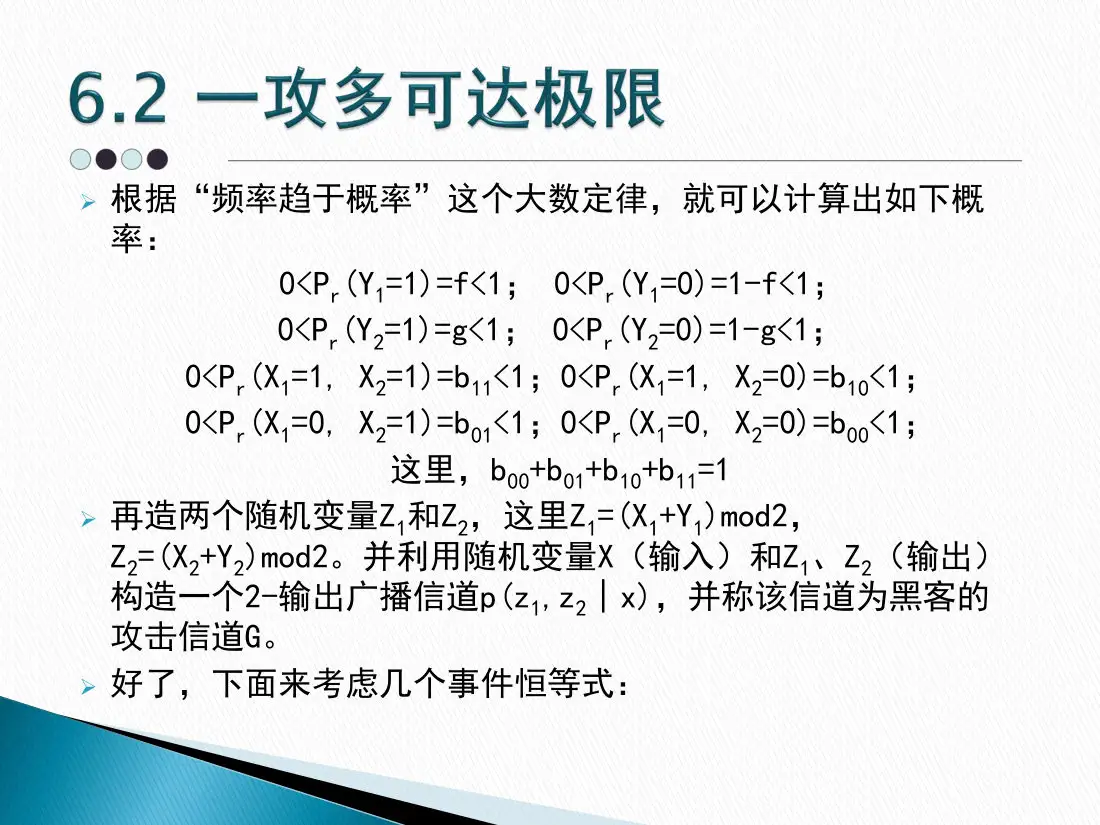 6.2 一攻多可达极限
根据“频率趋于概率”这个大数定律，就可以计算出如下概
率：
0<Pr(Y1=1)=f<1； 0<Pr(Y1=0)=1-f<1；
0<Pr(Y2=1)=g<1； 0<Pr(Y2=0)=1-g<1；
0<Pr(X1=1, X2=1)=b11<1；0<Pr(X1=1, X2=0)=b10<1；
0<Pr(X1=0, X2=1)=b01<1；0<Pr(X1=0, X2=0)=b00<1；
这里，b00+b01+b10+b11=1
再造两个随机变量Z1和Z2，这里Z1=(X1+Y1)mod2，
Z2=(X2+Y2)mod2。并利用随机变量X（输入）和Z1、Z2（输出）
构造一个2-输出广播信道p(z1,z2｜x)，并称该信道为黑客的
攻击信道G。
好了，下面来考虑几个事件恒等式：